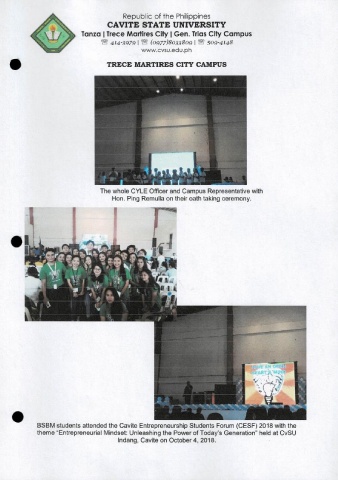 Republic of the Philippines
CAVITE STATE UNIVERSITY
Tanza | Trece Martires City | Gen. Trias City Campus
☏ 414-3979 | ☏ (0977)8033809 | ☏ 509-4148
www.cvsu.edu.ph
TRECE MARTIRES CITY CAMPUS
The whole CYLE Officer and Campus Representative with
Hon. Ping Remulla on their oath taking ceremony.
BSBM students attended the Cavite Entrepreneurship Students Forum (CESF) 2018 with the
theme "Entrepreneurial Mindset: Unleashing the Power of Today's Generation" held at CvSU
Indang, Cavite on October 4, 2018.